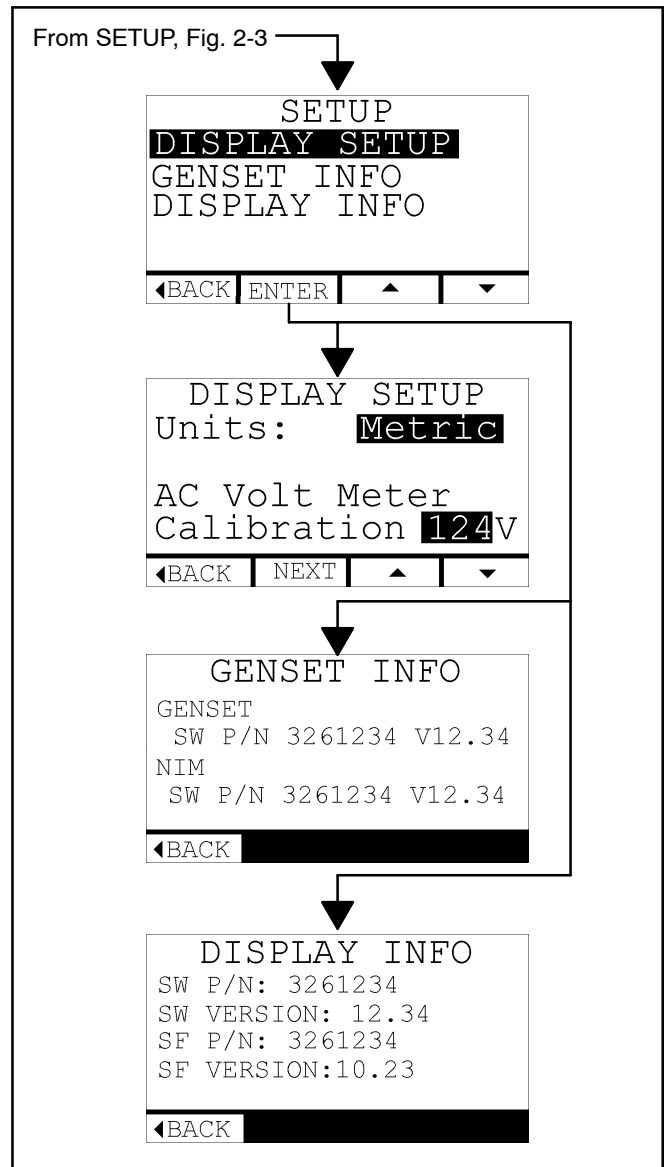 From SETUP, Fig. 2-3
SETUP
DISPLAY SETUP
GENSET INFO
DISPLAY INFO
◀BACK ENTER ▲ ▼
DISPLAY SETUP
Units: Metric
AC Volt Meter
Calibration 124V
◀BACK NEXT ▲ ▼
GENSET INFO
GENSET
SW P/N 3261234 V12.34
NIM
SW P/N 3261234 V12.34
◀BACK
DISPLAY INFO
SW P/N: 3261234
SW VERSION: 12.34
SF P/N: 3261234
SF VERSION:10.23
◀BACK